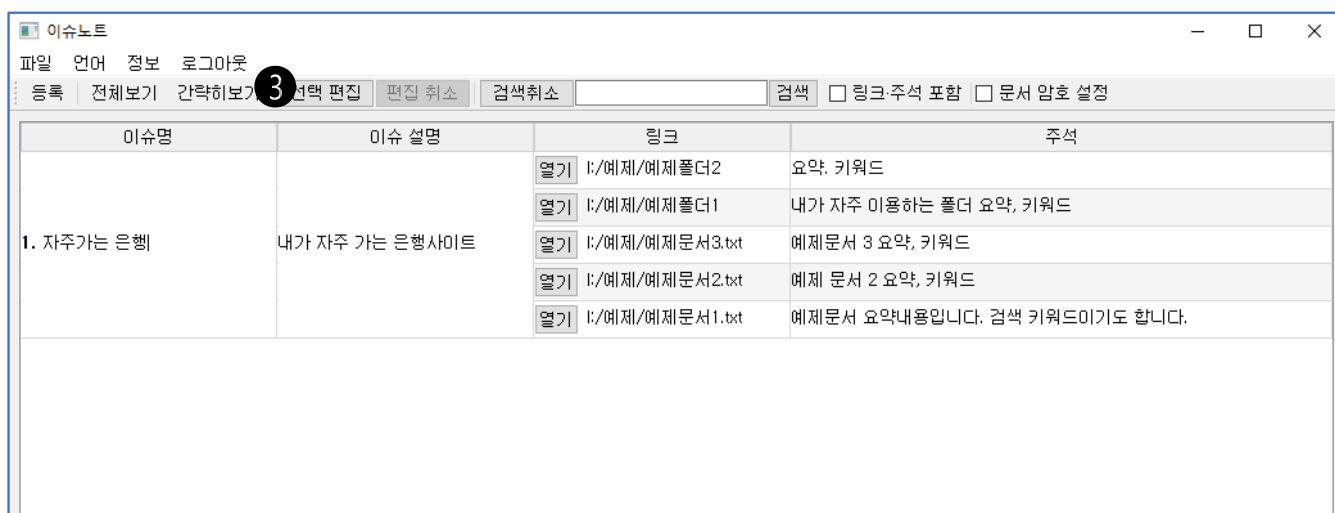 이슈노트
파일 언어 정보 로그아웃
등록 전체보기 간략히보기 3 선택 편집 편집 취소 검색취소 검색 링크·주석 포함 문서 암호 설정
이슈명 이슈 설명 링크 주석
열기 I:/예제/예제폴더2 요약. 키워드
열기 I:/예제/예제폴더1 내가 자주 이용하는 폴더 요약, 키워드
1. 자주가는 은행 내가 자주 가는 은행사이트 열기 I:/예제/예제문서3.txt 예제문서 3 요약, 키워드
열기 I:/예제/예제문서2.txt 예제 문서 2 요약, 키워드
열기 I:/예제/예제문서1.txt 예제문서 요약내용입니다. 검색 키워드이기도 합니다.